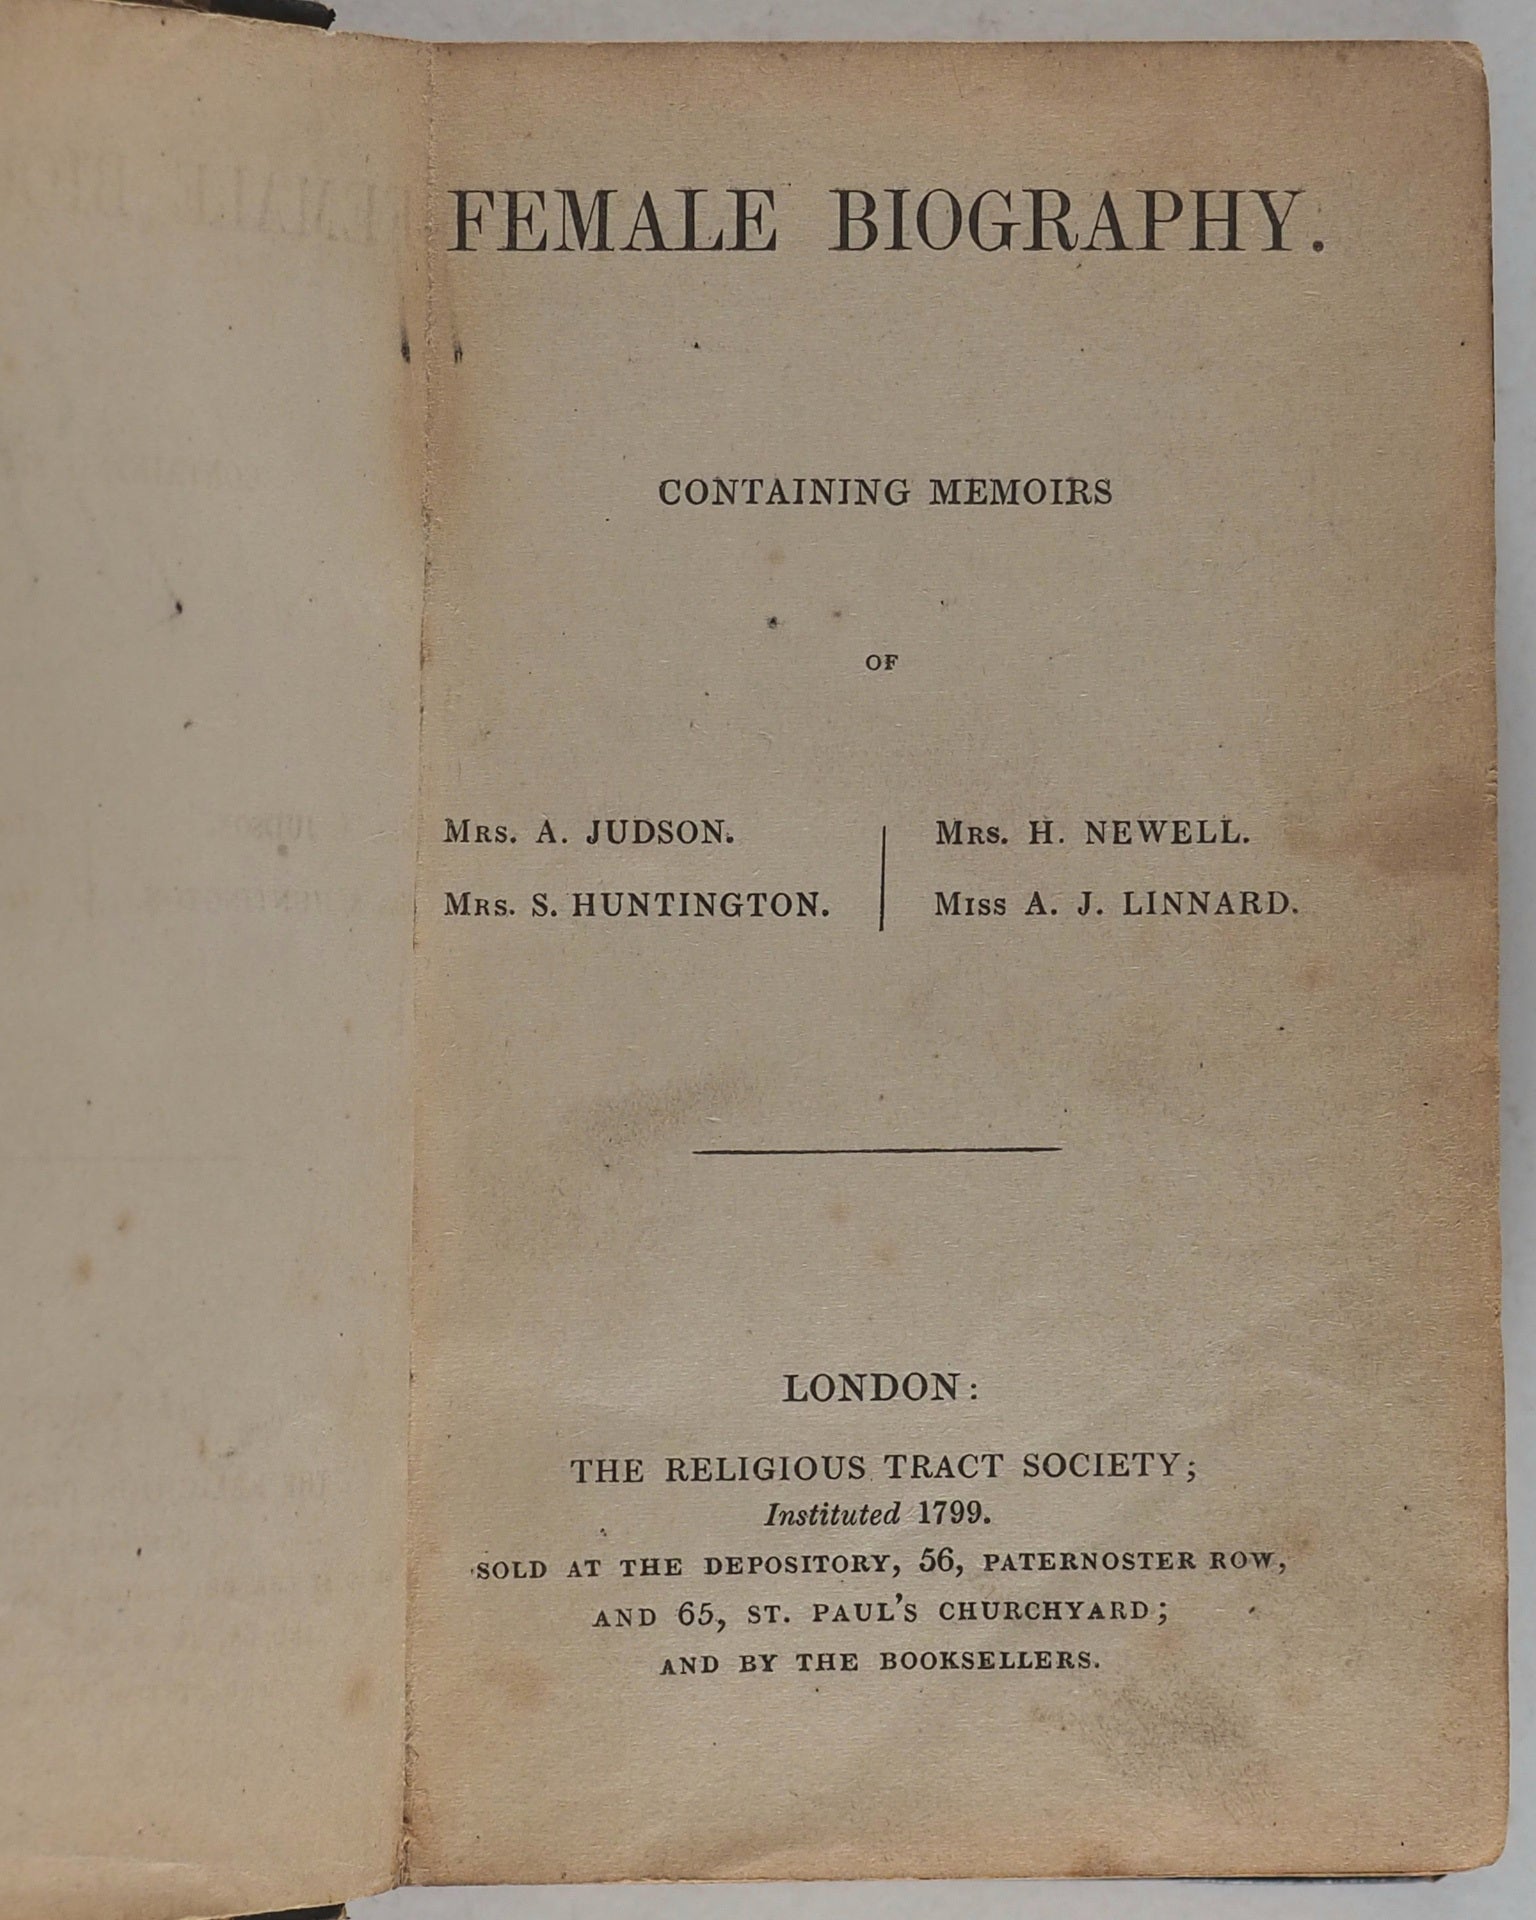 FEMALE BIOGRAPHY.
CONTAINING MEMOIRS
OF
MRS. A. JUDSON.
MRS. S. HUNTINGTON.
MRS. H. NEWELL.
MISS A. J. LINNARD.
LONDON:
THE RELIGIOUS TRACT SOCIETY;
Instituted 1799.
SOLD AT THE DEPOSITORY, 56, PATERNOSTER ROW,
AND 65, ST. PAUL'S CHURCHYARD;
AND BY THE BOOKSELLERS.